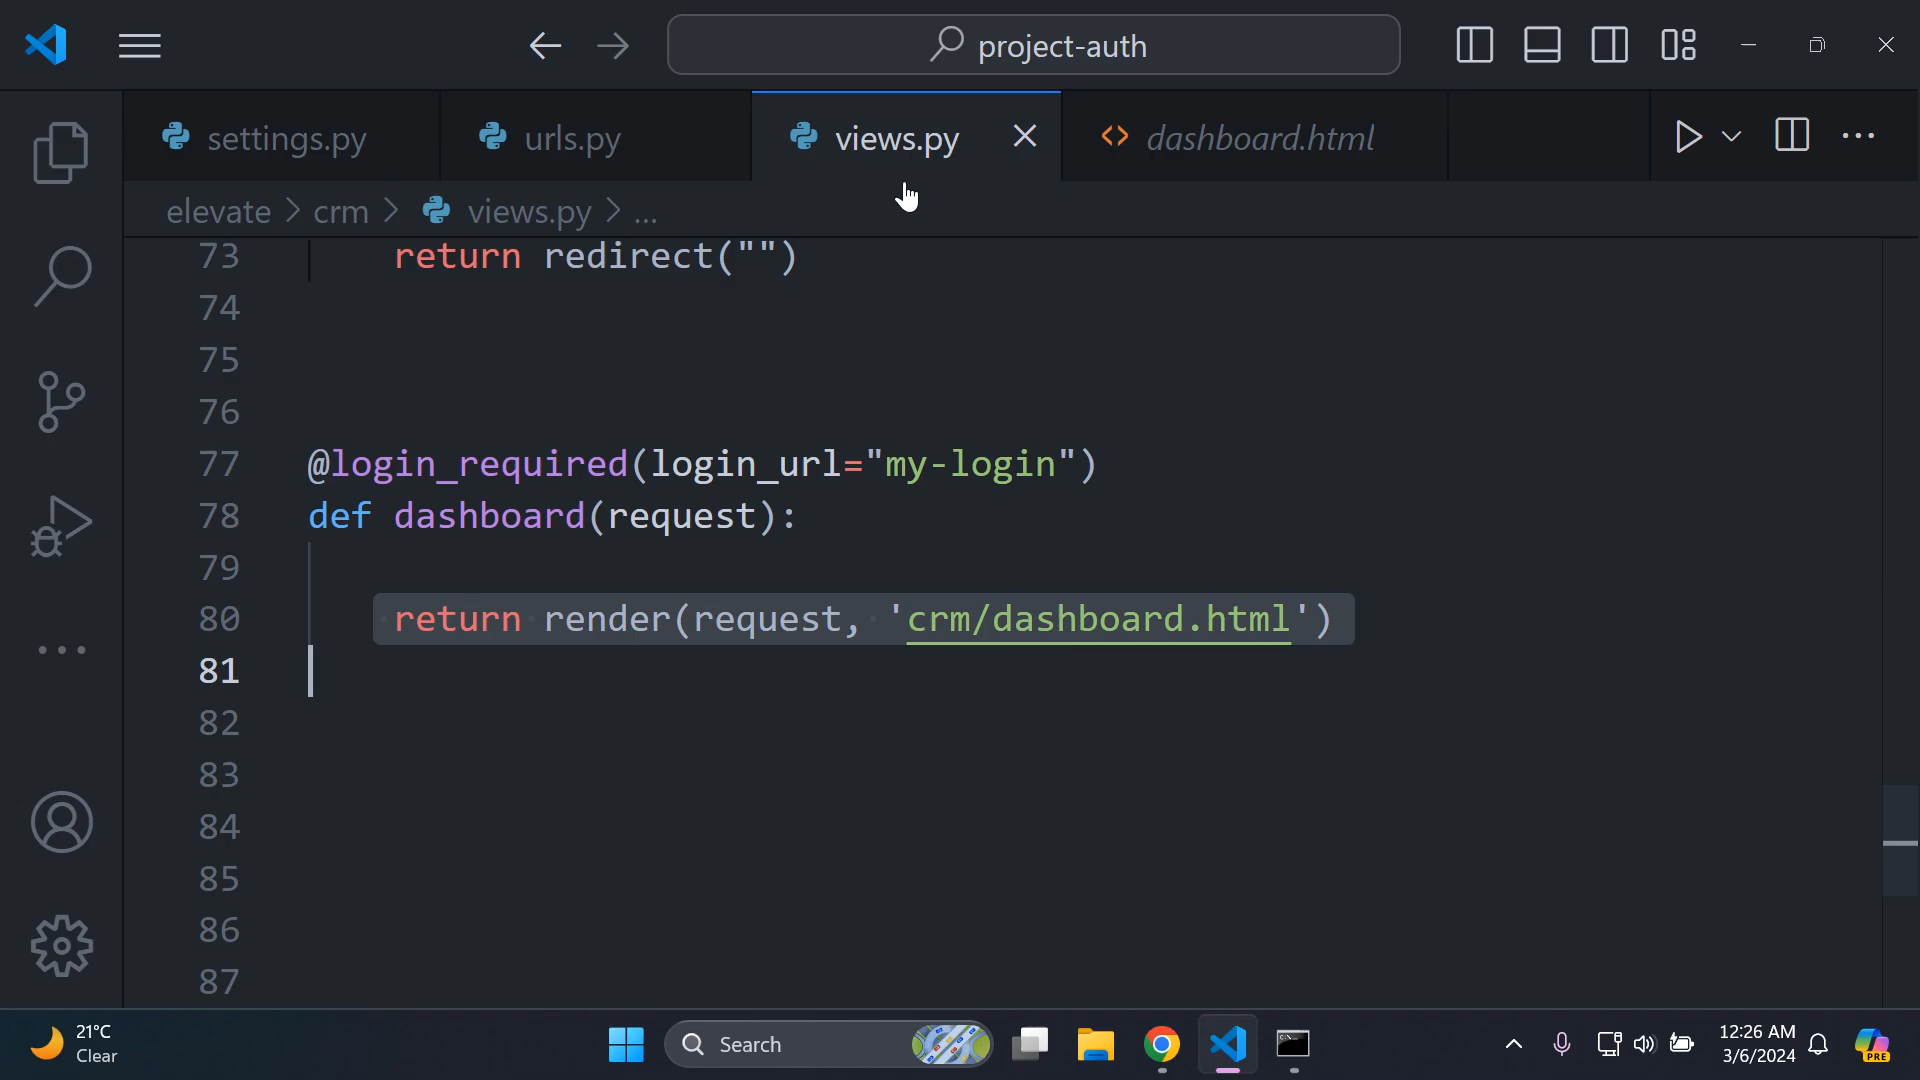 project-auth
settings.py
urls.py
views.py
dashboard.html
elevate > crm > views.py > ...
73 return redirect("")
74
75
76
77 @login_required(login_url="my-login")
78 def dashboard(request):
79
80 return render(request, 'crm/dashboard.html')
81
82
83
84
85
86
87
21°C
Clear
Search
12:26 AM
3/6/2024
PRE